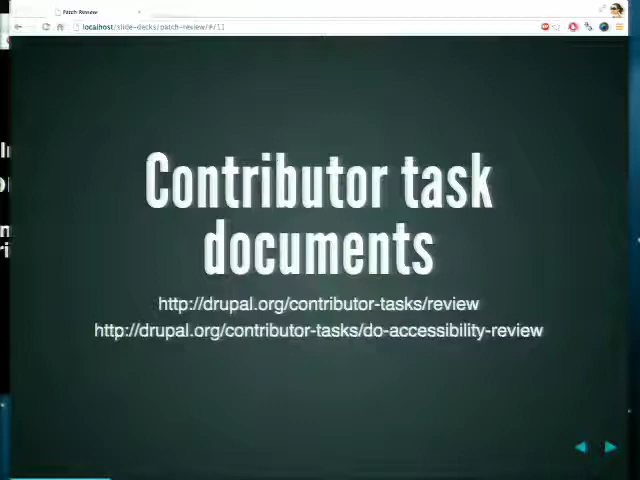 Patch Review
localhost/slide-decks/patch-review/#/11
Contributor task
documents
http://drupal.org/contributor-tasks/review
http://drupal.org/contributor-tasks/do-accessibility-review